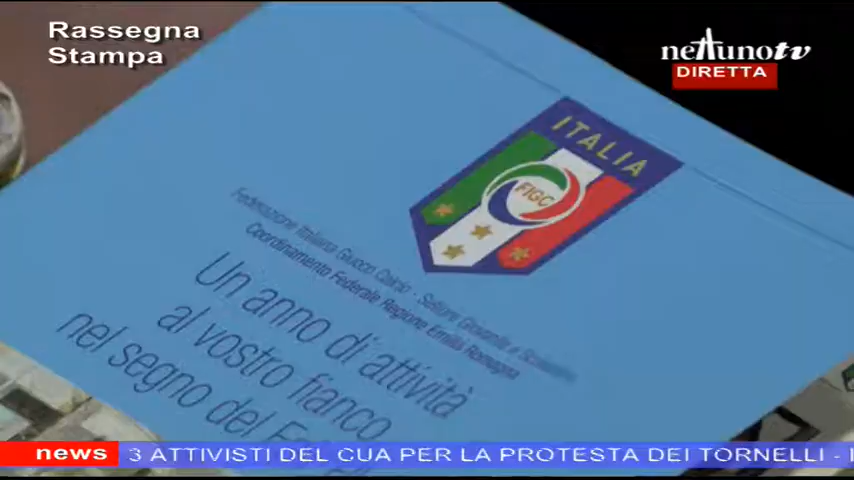 Rassegna
Stampa
nettunotv
DIRETTA
ITALIA
FIGC
Federazione Italiana Giuoco Calcio - Settore Giovanile e Scolastico
Coordinamento Federale Regione Emilia Romagna
Un anno di attività
al vostro fianco
nel segno del
news
3 ATTIVISTI DEL CUA PER LA PROTESTA DEI TORNELLI -